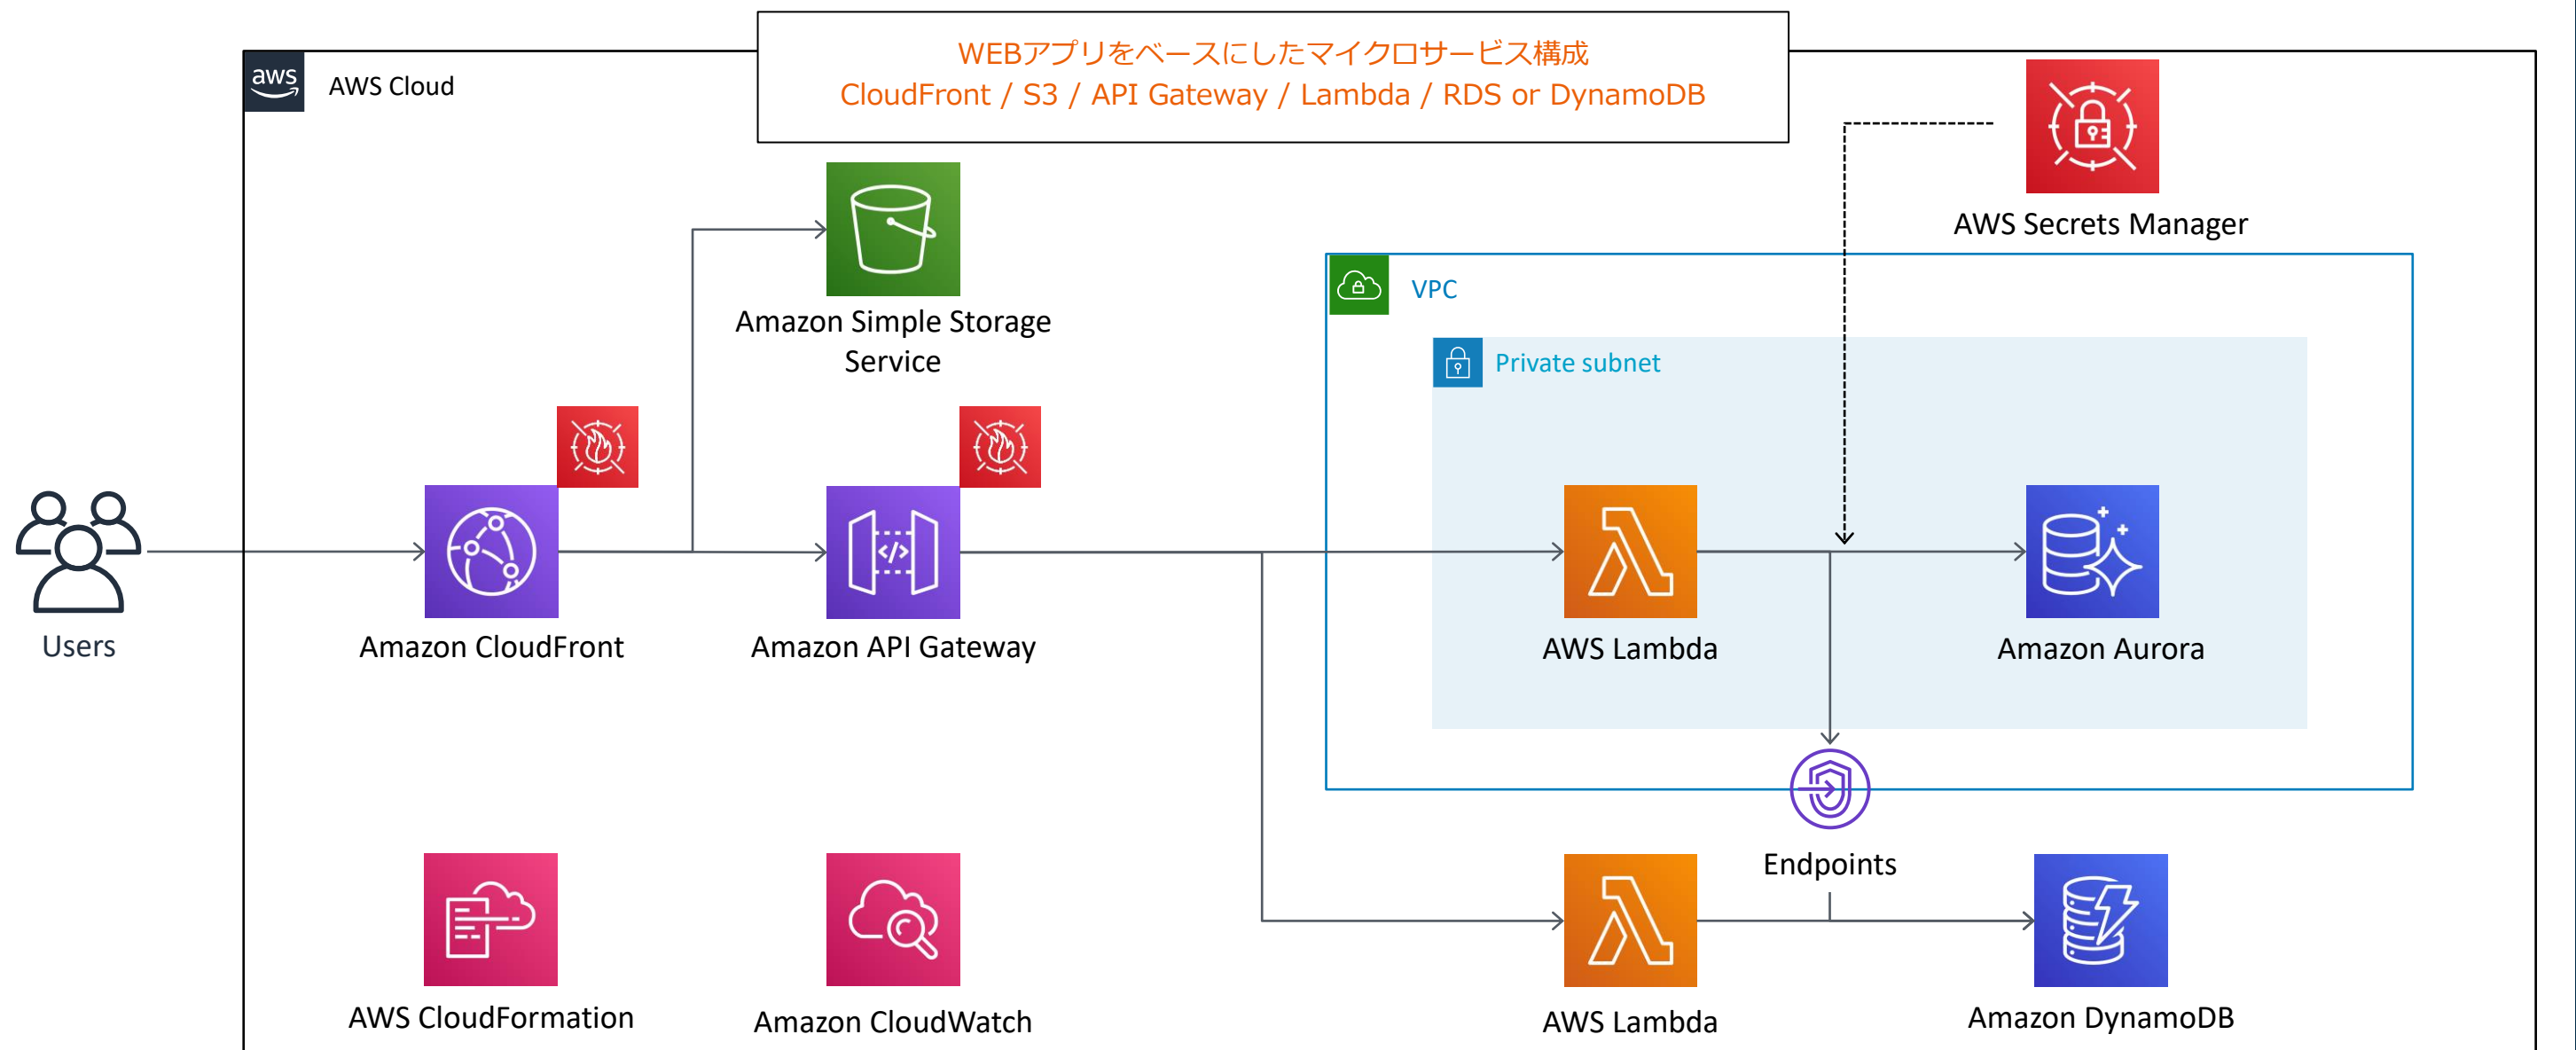 WEBアプリをベースにしたマイクロサービス構成
CloudFront / S3 / API Gateway / Lambda / RDS or DynamoDB
aws
AWS Cloud
AWS Secrets Manager
Amazon Simple Storage
Service
VPC
Private subnet
</>
Users
Amazon CloudFront
Amazon API Gateway
AWS Lambda
Amazon Aurora
Endpoints
AWS CloudFormation
Amazon CloudWatch
AWS Lambda
Amazon DynamoDB